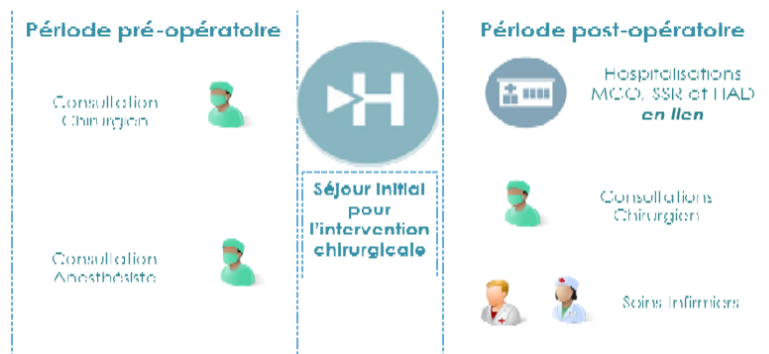 Période pré-opératoire
Consultation
Chirurgien
Consultation
Anesthésiste
H
Séjour initial
pour
l'intervention
chirurgicale
Période post-opératoire
Hospitalisations
MCO, SSR et HAD
en lien
Consultations
Chirurgien
Soins Infirmiers